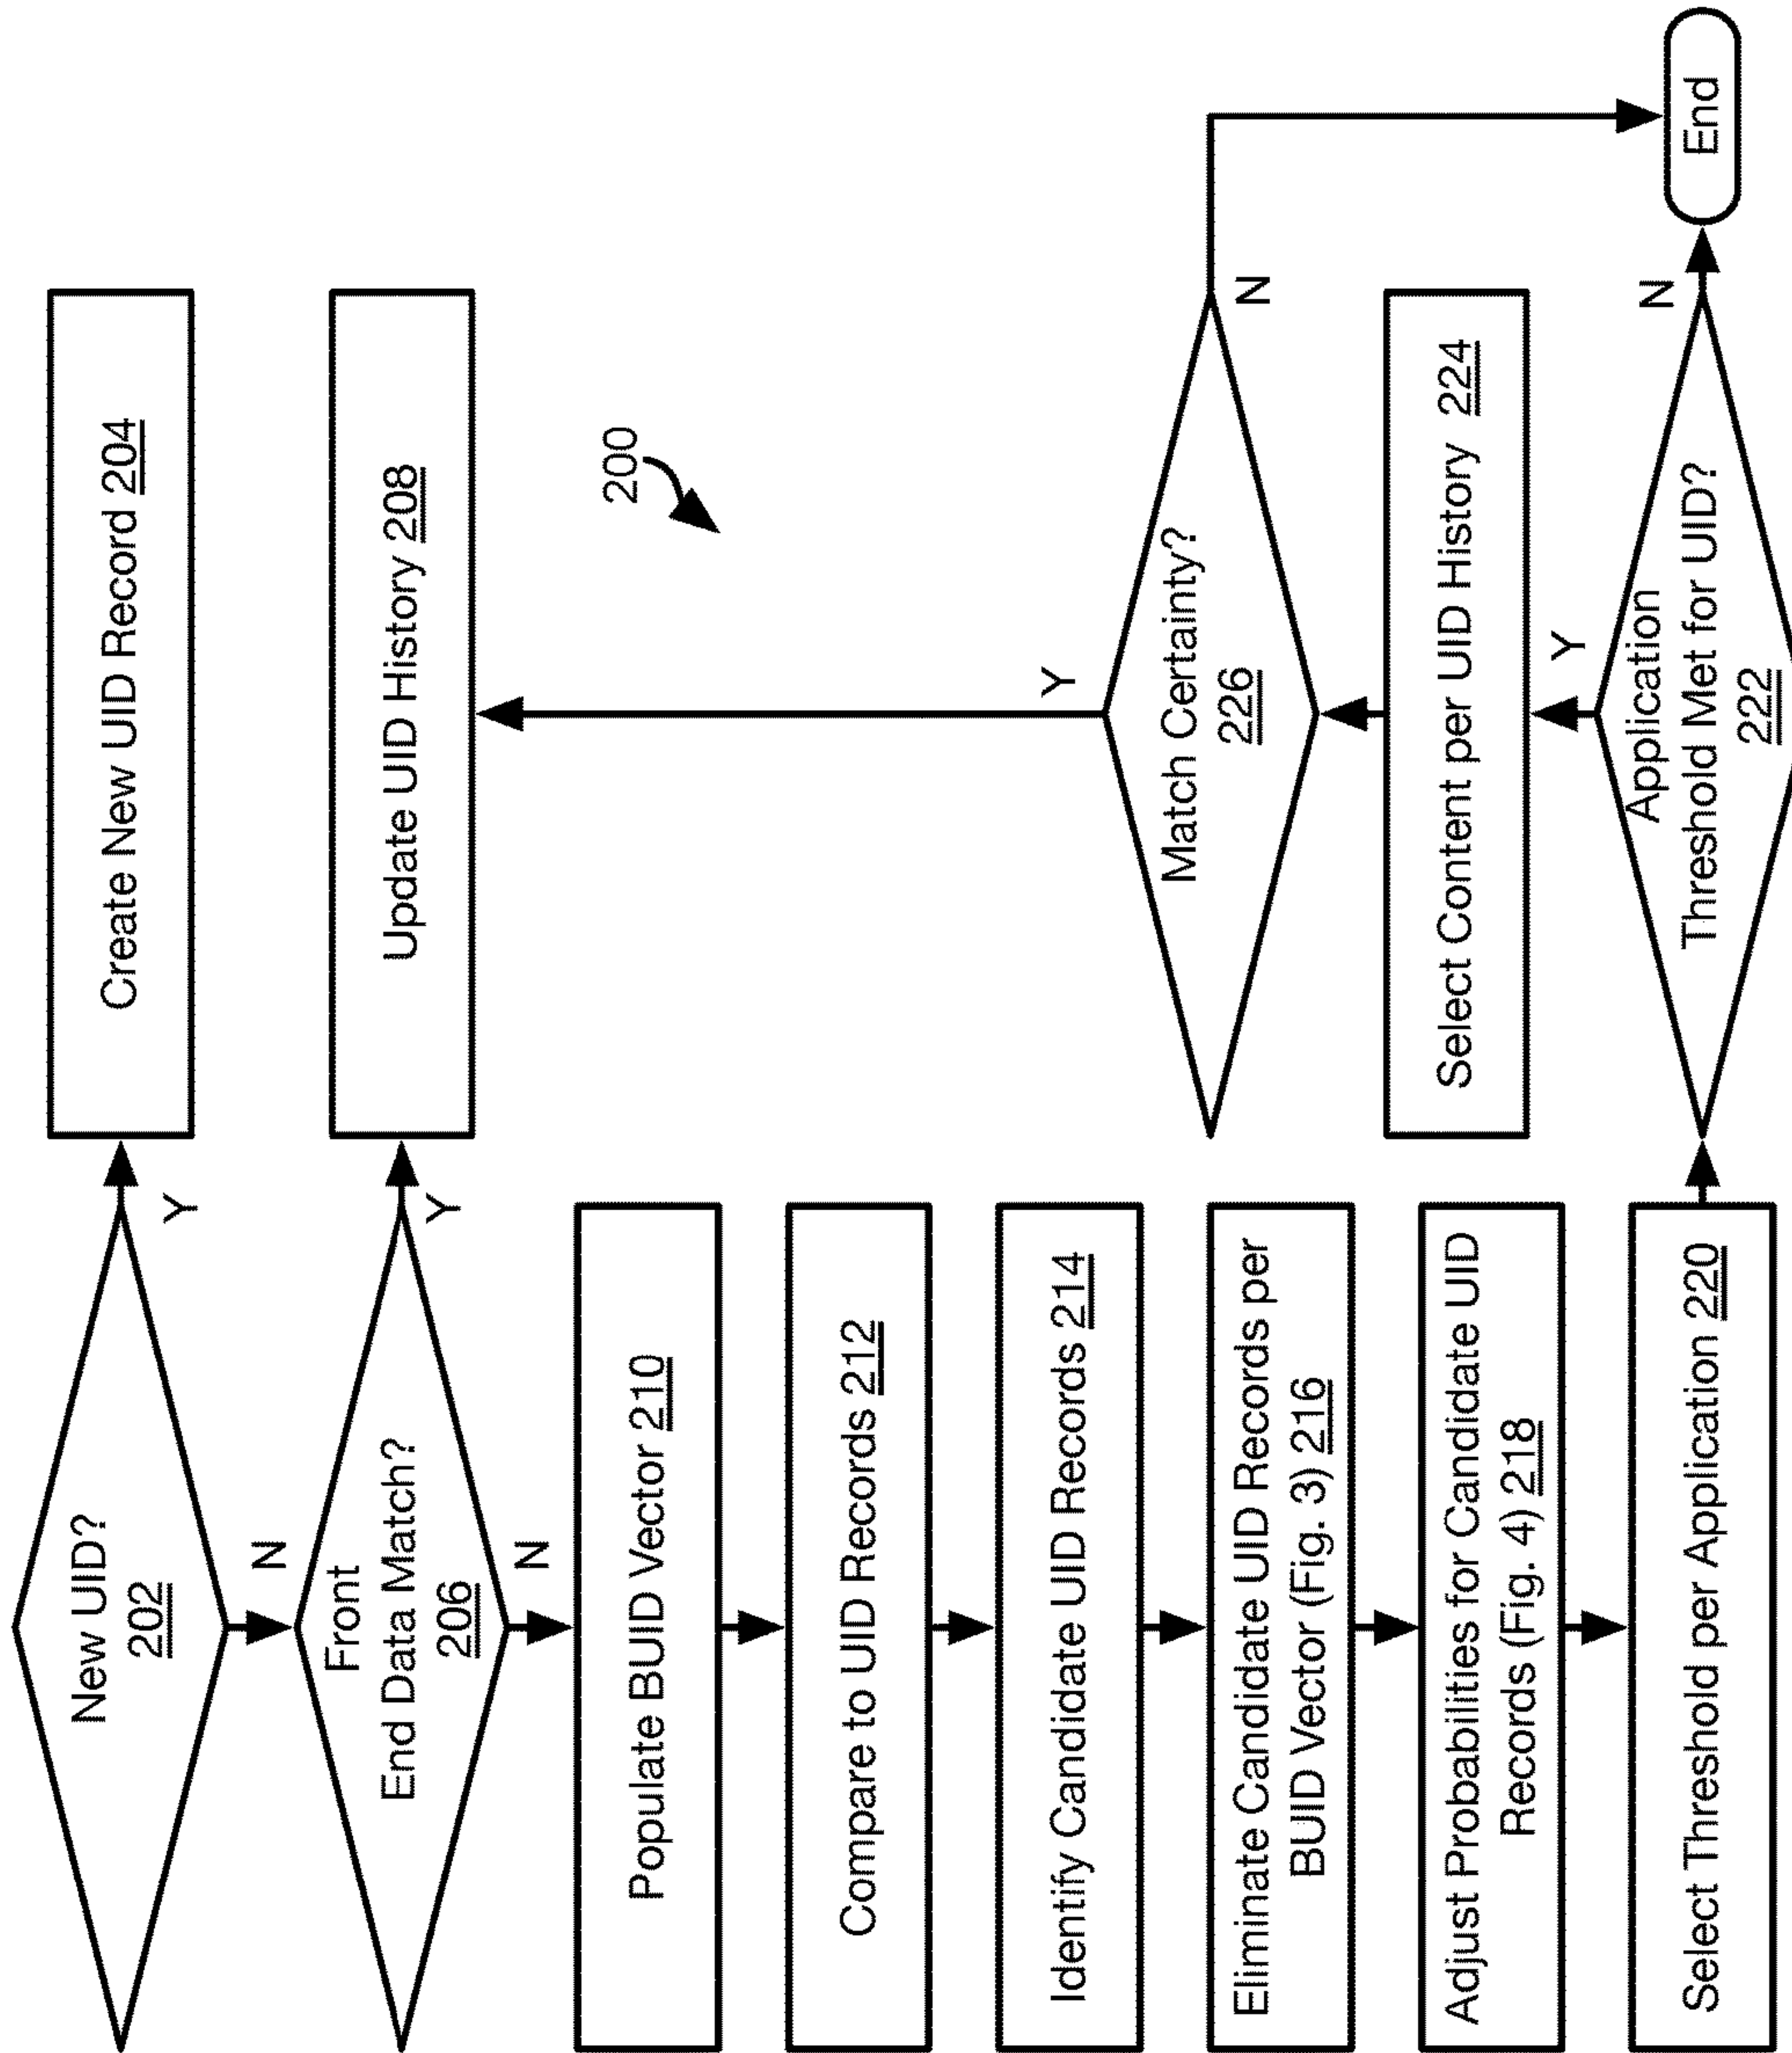 New UID?
202
Y
Create New UID Record 204
N
Front
End Data Match?
206
Y
Update UID History 208
N
Populate BUID Vector 210
Compare to UID Records 212
Identify Candidate UID Records 214
Eliminate Candidate UID Records per
BUID Vector (Fig. 3) 216
Adjust Probabilities for Candidate UID
Records (Fig. 4) 218
Select Threshold per Application 220
200
Y
Match Certainty?
226
N
Select Content per UID History 224
Y
Application
Threshold Met for UID?
222
N
End